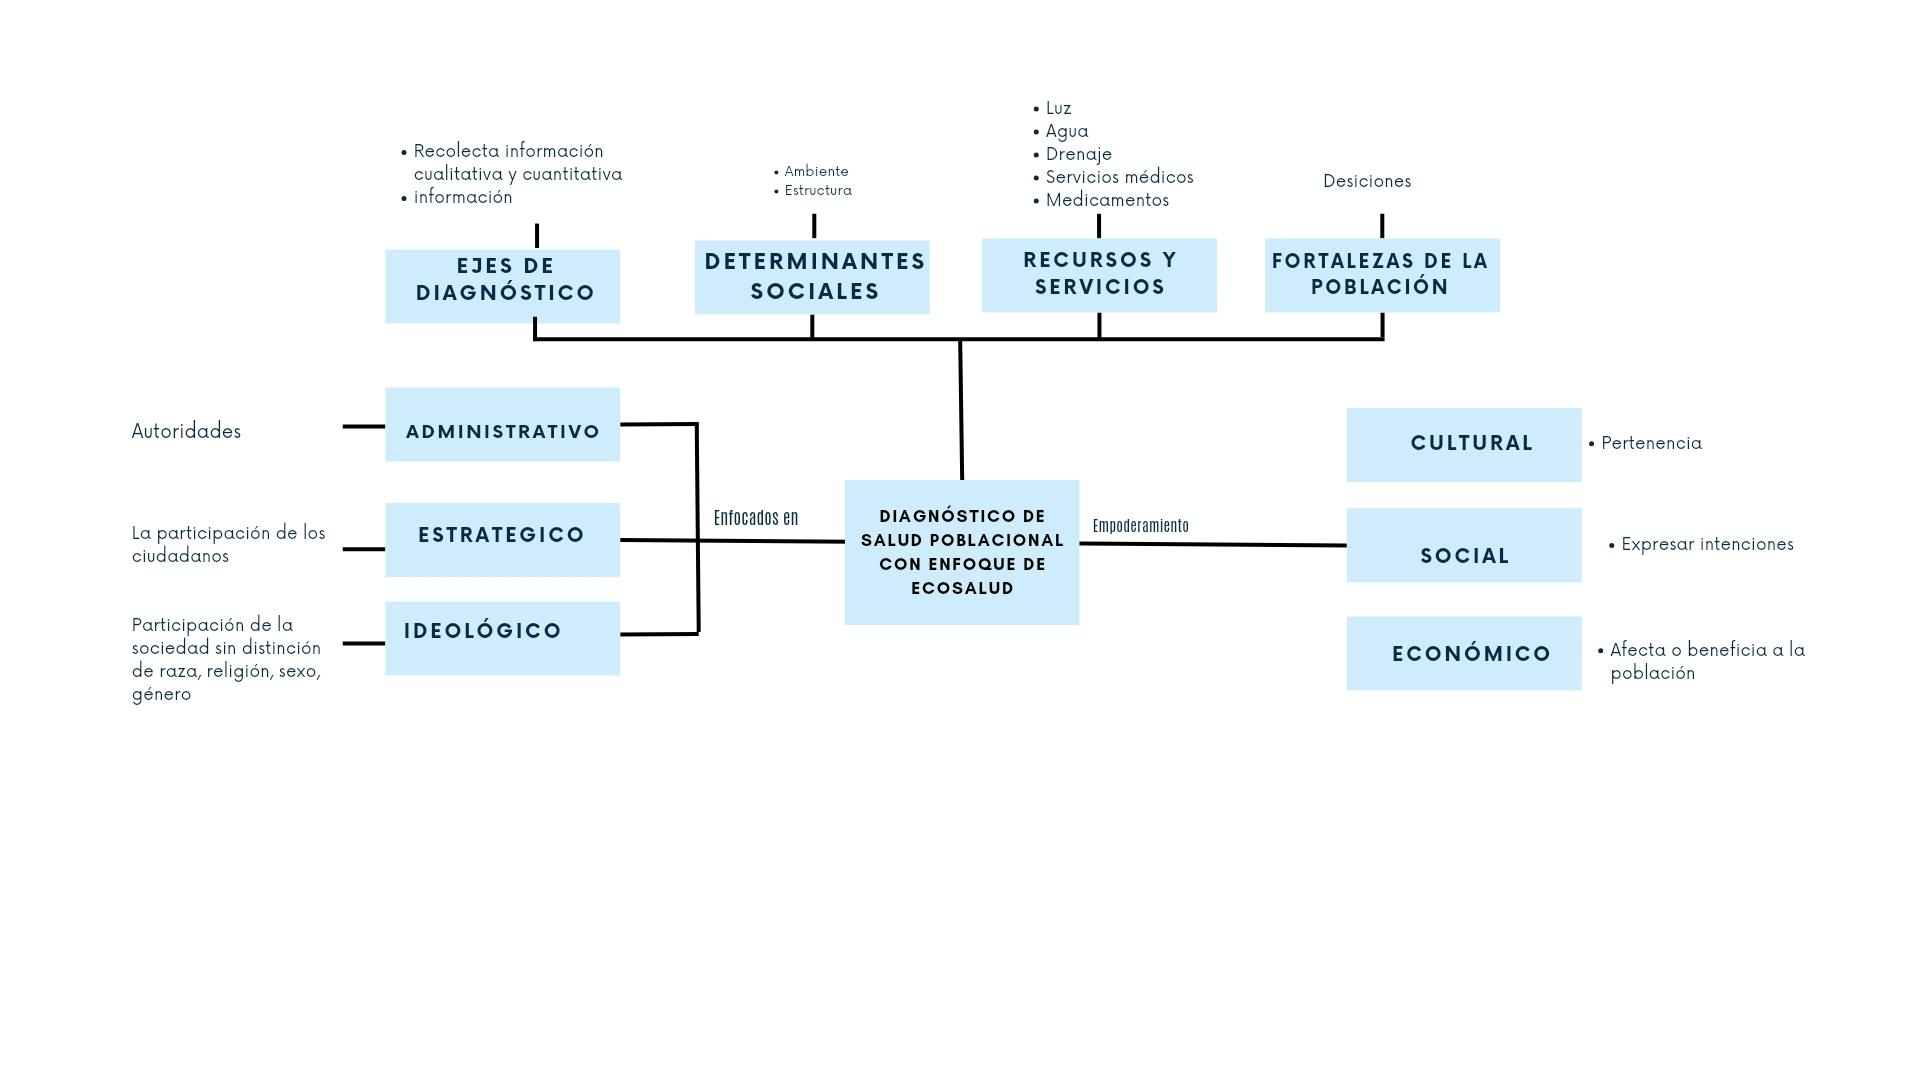 • Recolecta información
cualitativa y cuantitativa
• información
• Ambiente
• Estructura
• Luz
• Agua
• Drenaje
• Servicios médicos
• Medicamentos
Desiciones
EJES DE
DIAGNÓSTICO
DETERMINANTES
SOCIALES
RECURSOS Y
SERVICIOS
FORTALEZAS DE LA
POBLACIÓN
Autoridades
ADMINISTRATIVO
La participación de los
ciudadanos
ESTRATEGICO
Participación de la
sociedad sin distinción
de raza, religión, sexo,
género
IDEOLÓGICO
Enfocados en
DIAGNÓSTICO DE
SALUD POBLACIONAL
CON ENFOQUE DE
ECOSALUD
Empoderamiento
CULTURAL
• Pertenencia
SOCIAL
• Expresar intenciones
ECONÓMICO
• Afecta o beneficia a la
población